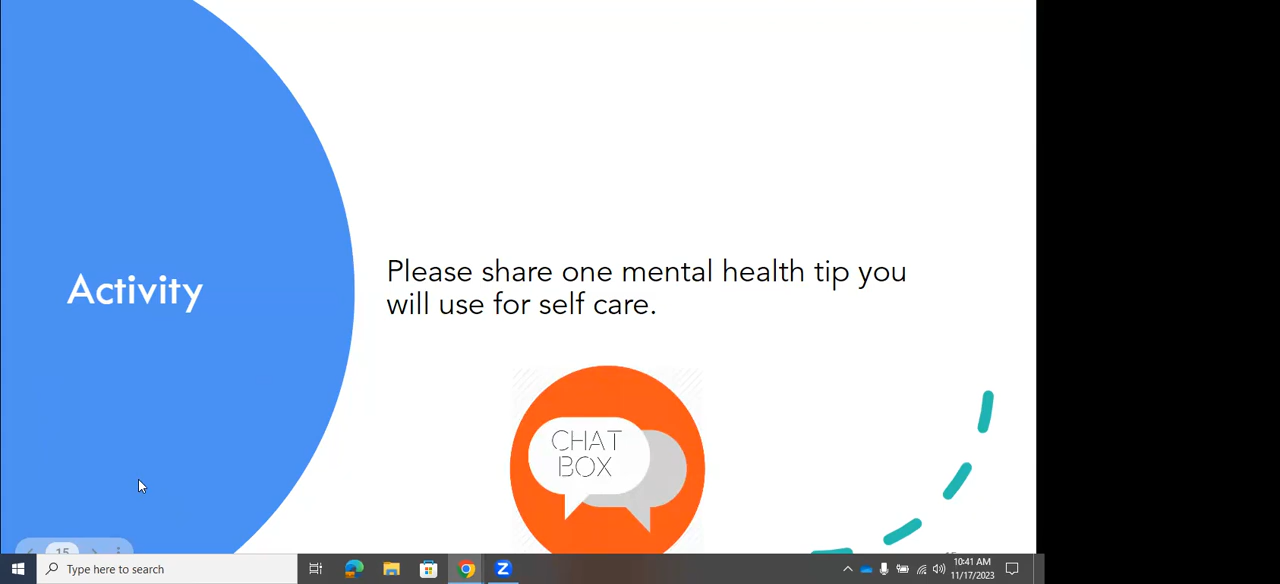 Activity
Please share one mental health tip you
will use for self care.
CHAT
BOX
15
Type here to search
10:41 AM
11/17/2023